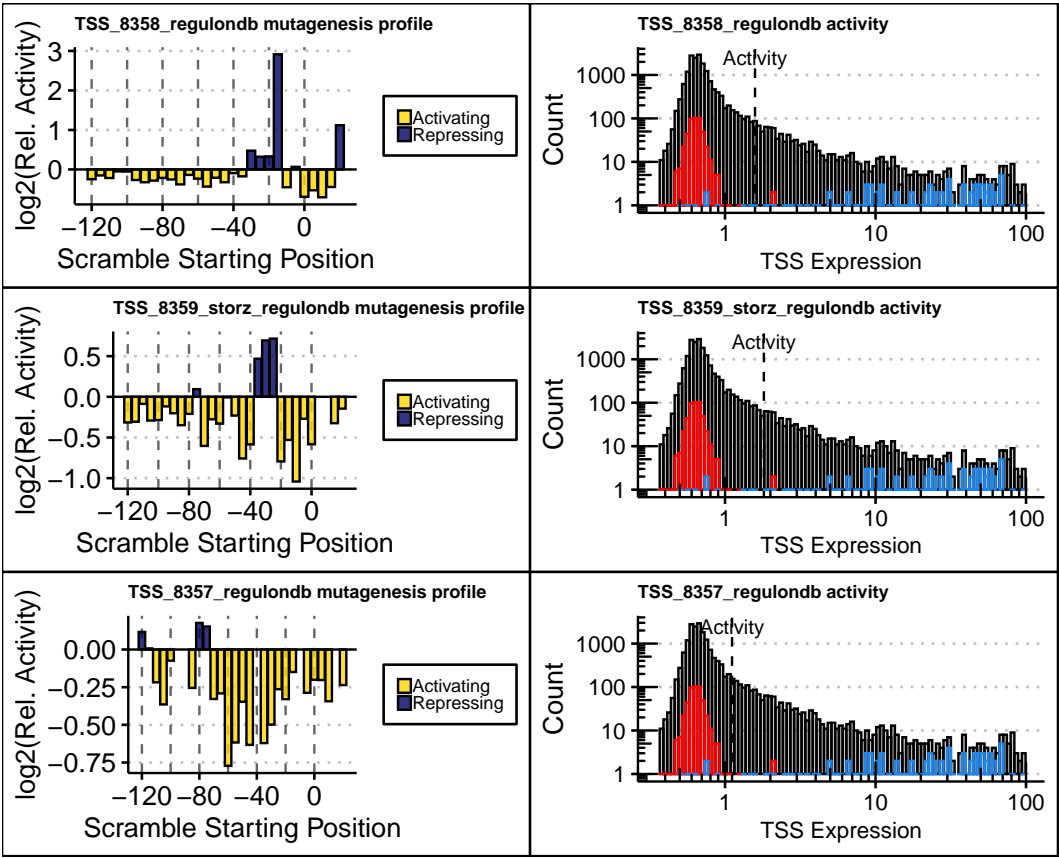 TSS_8358_regulondb mutagenesis profile
log2(Rel. Activity)
3
2
1
0
−120 −80 −40 0
Scramble Starting Position
Activating
Repressing
TSS_8358_regulondb activity
Activity
Count
1000
100
10
1
1 10 100
TSS Expression
TSS_8359_storz_regulondb mutagenesis profile
log2(Rel. Activity)
0.5
0.0
−0.5
−1.0
−120 −80 −40 0
Scramble Starting Position
Activating
Repressing
TSS_8359_storz_regulondb activity
Activity
Count
1000
100
10
1
1 10 100
TSS Expression
TSS_8357_regulondb mutagenesis profile
log2(Rel. Activity)
0.00
−0.25
−0.50
−0.75
−120 −80 −40 0
Scramble Starting Position
Activating
Repressing
TSS_8357_regulondb activity
Activity
Count
1000
100
10
1
1 10 100
TSS Expression